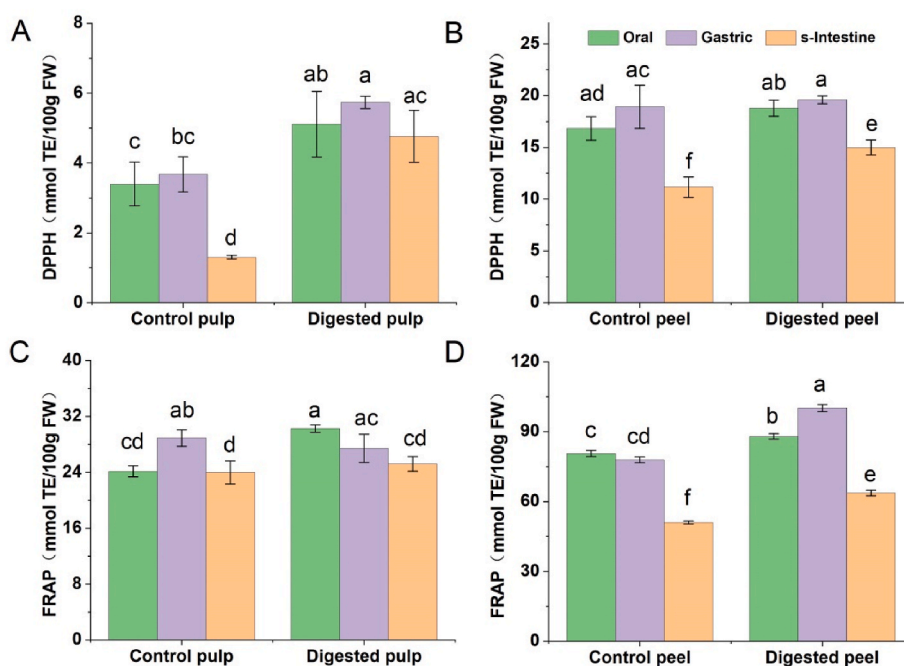 A
DPPH（mmol TE/100g FW）
8
6
4
2
0
c
bc
d
ab
a
ac
Control pulp
Digested pulp
B
Oral
Gastric
s-Intestine
DPPH（mmol TE/100g FW）
25
20
15
10
5
0
ad
ac
f
ab
a
e
Control peel
Digested peel
C
FRAP（mmol TE/100g FW）
40
32
24
16
8
0
cd
ab
d
a
ac
cd
Control pulp
Digested pulp
D
FRAP（mmol TE/100g FW）
120
90
60
30
0
c
cd
f
b
a
e
Control peel
Digested peel